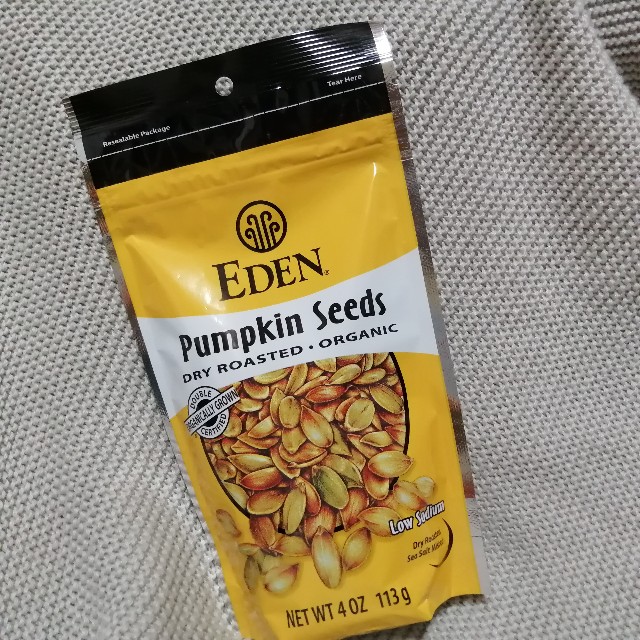 Tear Here
Resealable Package
EDEN
Pumpkin Seeds
DRY ROASTED • ORGANIC
DOUBLE
ORGANICALLY GROWN
CERTIFIED
Low Sodium
Dry Roasted
Sea Salt
NET WT 4 OZ 113g